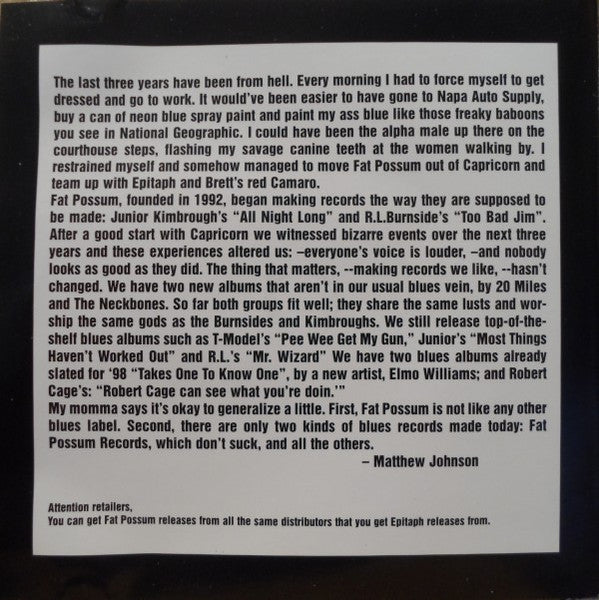 The last three years have been from hell. Every morning I had to force myself to get
dressed and go to work. It would've been easier to have gone to Napa Auto Supply,
buy a can of neon blue spray paint and paint my ass blue like those freaky baboons
you see in National Geographic. I could have been the alpha male up there on the
courthouse steps, flashing my savage canine teeth at the women walking by. I
restrained myself and somehow managed to move Fat Possum out of Capricorn and
team up with Epitaph and Brett's red Camaro.
Fat Possum, founded in 1992, began making records the way they are supposed to
be made: Junior Kimbrough's “All Night Long” and R.L.Burnside's “Too Bad Jim”.
After a good start with Capricorn we witnessed bizarre events over the next three
years and these experiences altered us: –everyone's voice is louder, –and nobody
looks as good as they did. The thing that matters, --making records we like, --hasn't
changed. We have two new albums that aren't in our usual blues vein, by 20 Miles
and The Neckbones. So far both groups fit well; they share the same lusts and wor-
ship the same gods as the Burnsides and Kimbroughs. We still release top-of-the-
shelf blues albums such as T-Model's “Pee Wee Get My Gun,” Junior's “Most Things
Haven't Worked Out” and R.L.'s “Mr. Wizard” We have two blues albums already
slated for '98 “Takes One To Know One”, by a new artist, Elmo Williams; and Robert
Cage's: “Robert Cage can see what you're doin.'”
My momma says it's okay to generalize a little. First, Fat Possum is not like any other
blues label. Second, there are only two kinds of blues records made today: Fat
Possum Records, which don't suck, and all the others.
– Matthew Johnson
Attention retailers,
You can get Fat Possum releases from all the same distributors that you get Epitaph releases from.